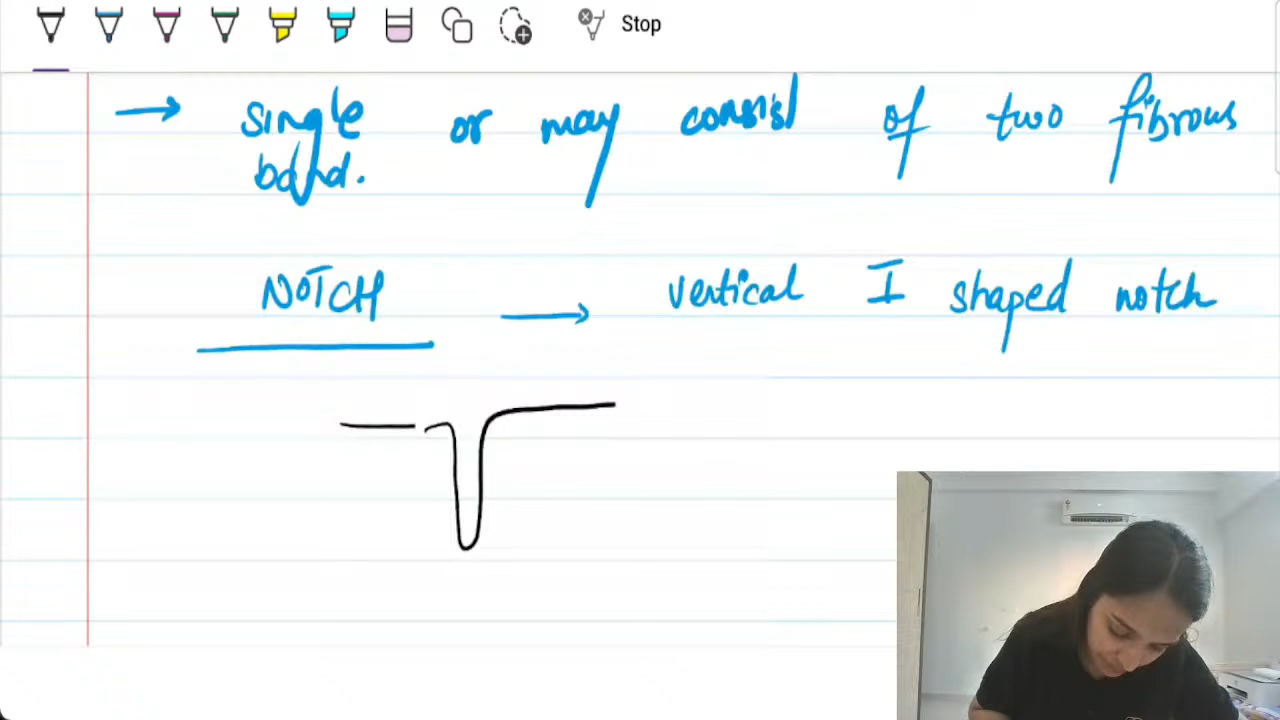 Stop
→ single or may consist of two fibrous
band.
NOTCH → vertical I shaped notch